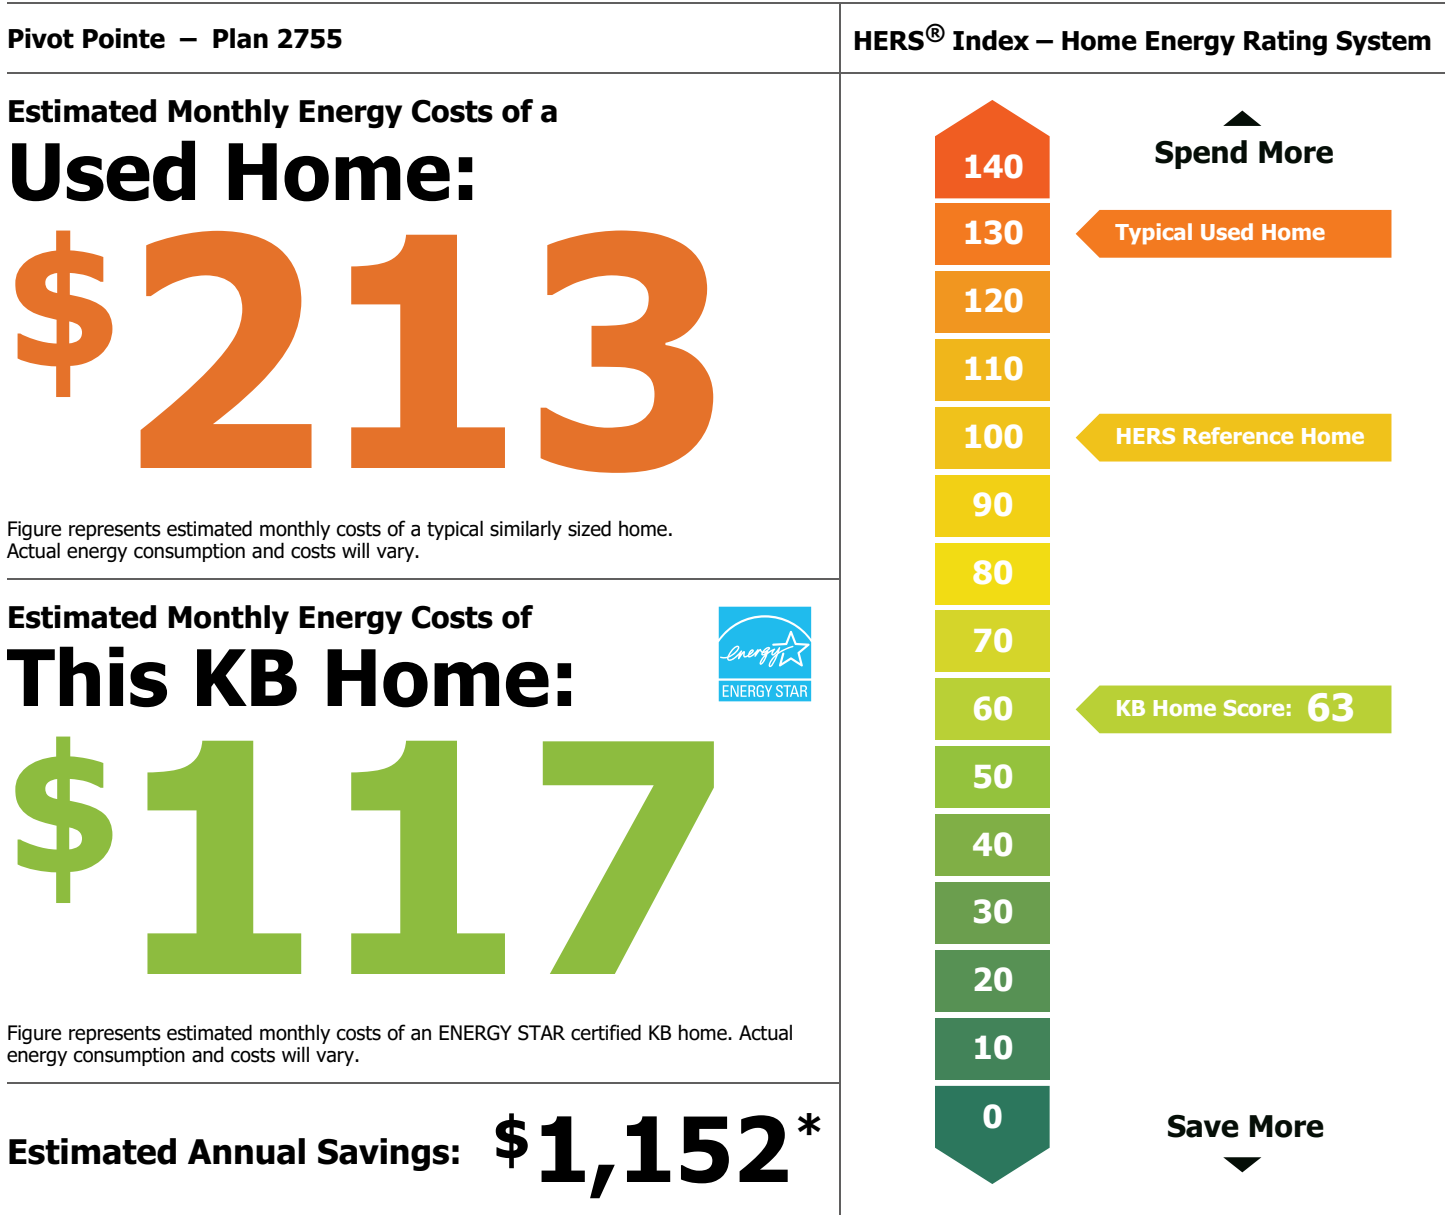 Pivot Pointe – Plan 2755
Estimated Monthly Energy Costs of a
Used Home:
$213
Figure represents estimated monthly costs of a typical similarly sized home.
Actual energy consumption and costs will vary.
Estimated Monthly Energy Costs of
This KB Home:
energy
ENERGY STAR
$117
Figure represents estimated monthly costs of an ENERGY STAR certified KB home. Actual
energy consumption and costs will vary.
Estimated Annual Savings: $1,152*
HERS® Index – Home Energy Rating System
Spend More
140
130
Typical Used Home
120
110
100
HERS Reference Home
90
80
70
60
KB Home Score: 63
50
40
30
20
10
0
Save More